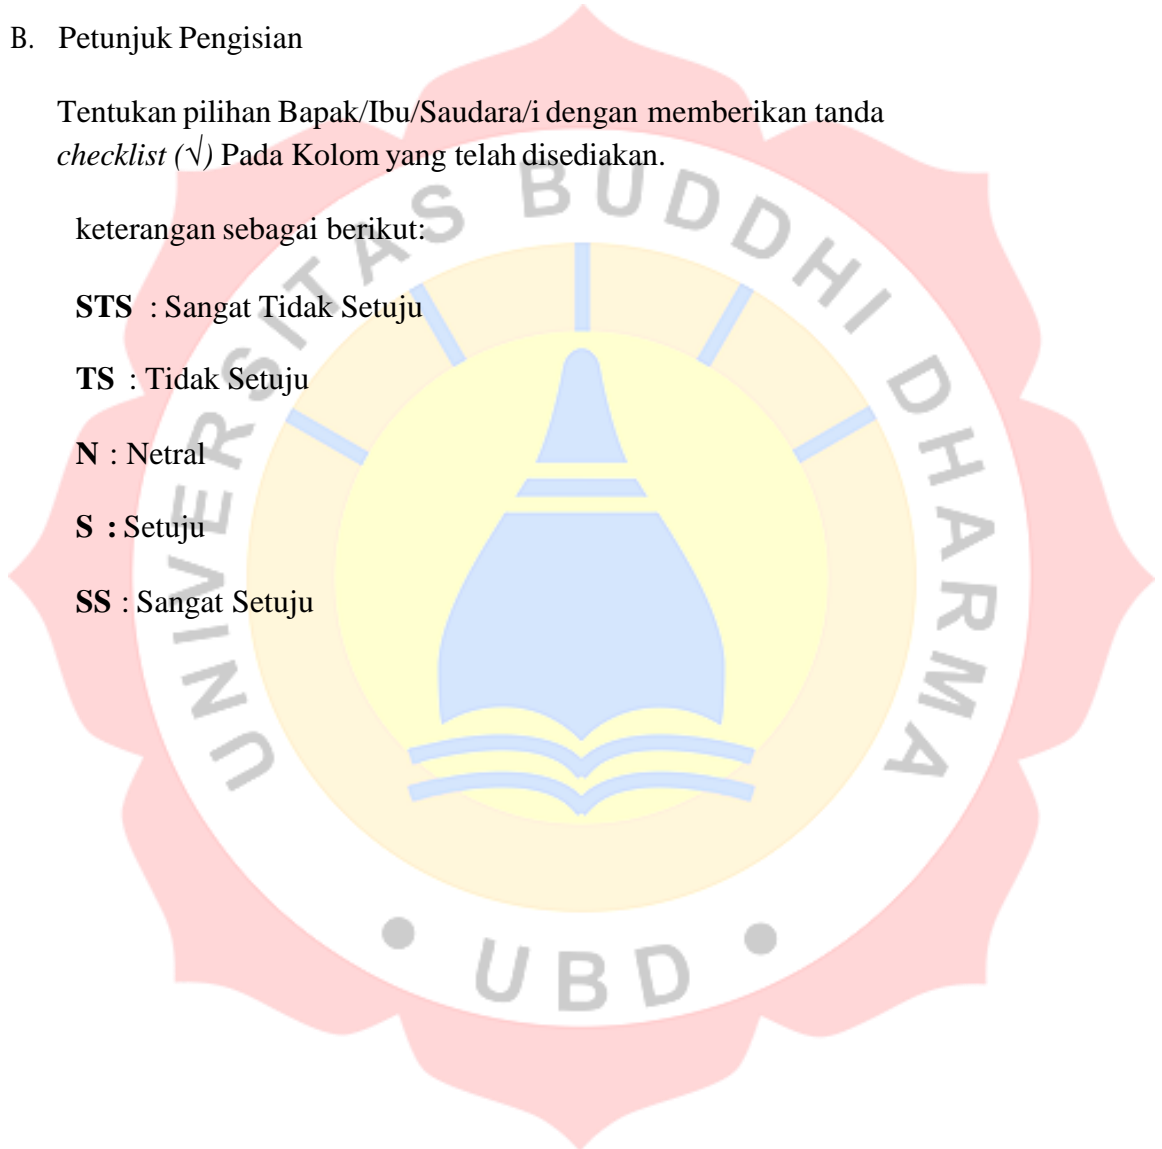 B. Petunjuk Pengisian
Tentukan pilihan Bapak/Ibu/Saudara/i dengan memberikan tanda
checklist (√) Pada Kolom yang telah disediakan.
keterangan sebagai berikut:
STS : Sangat Tidak Setuju
TS : Tidak Setuju
N : Netral
S : Setuju
SS : Sangat Setuju
UNIVERSITAS BUDDHI DHARMA
UBD